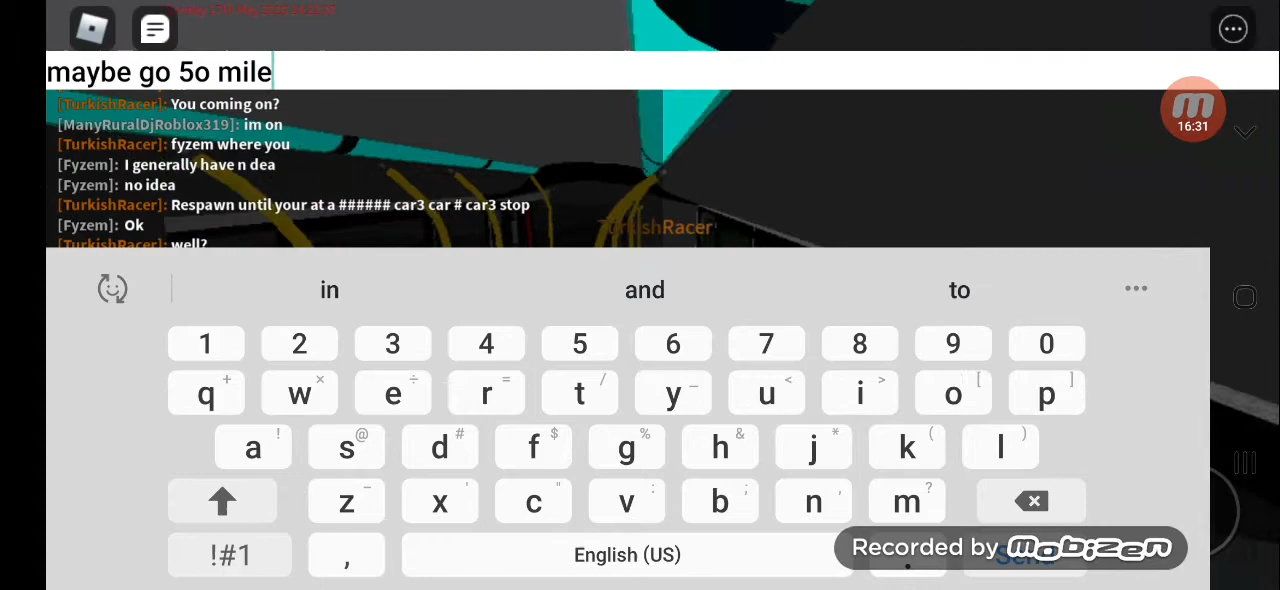 maybe go 5o mile
16:31
[TurkishRacer]: You coming on?
[ManyRuralDjRoblox319]: im on
[TurkishRacer]: fyzem where you
[Fyzem]: I generally have n dea
[Fyzem]: no idea
[TurkishRacer]: Respawn until your at a ###### car3 car # car3 stop
[Fyzem]: Ok
[TurkishRacer]: well?
TurkishRacer
in and to
1 2 3 4 5 6 7 8 9 0
q + w × e ÷ r = t / y _ u < i > o [ p ]
a ! s @ d # f $ g % h & j * k ( l )
z - x ' c " v : b ; n , m ?
!#1 , English (US) . Send
Recorded by mobizen